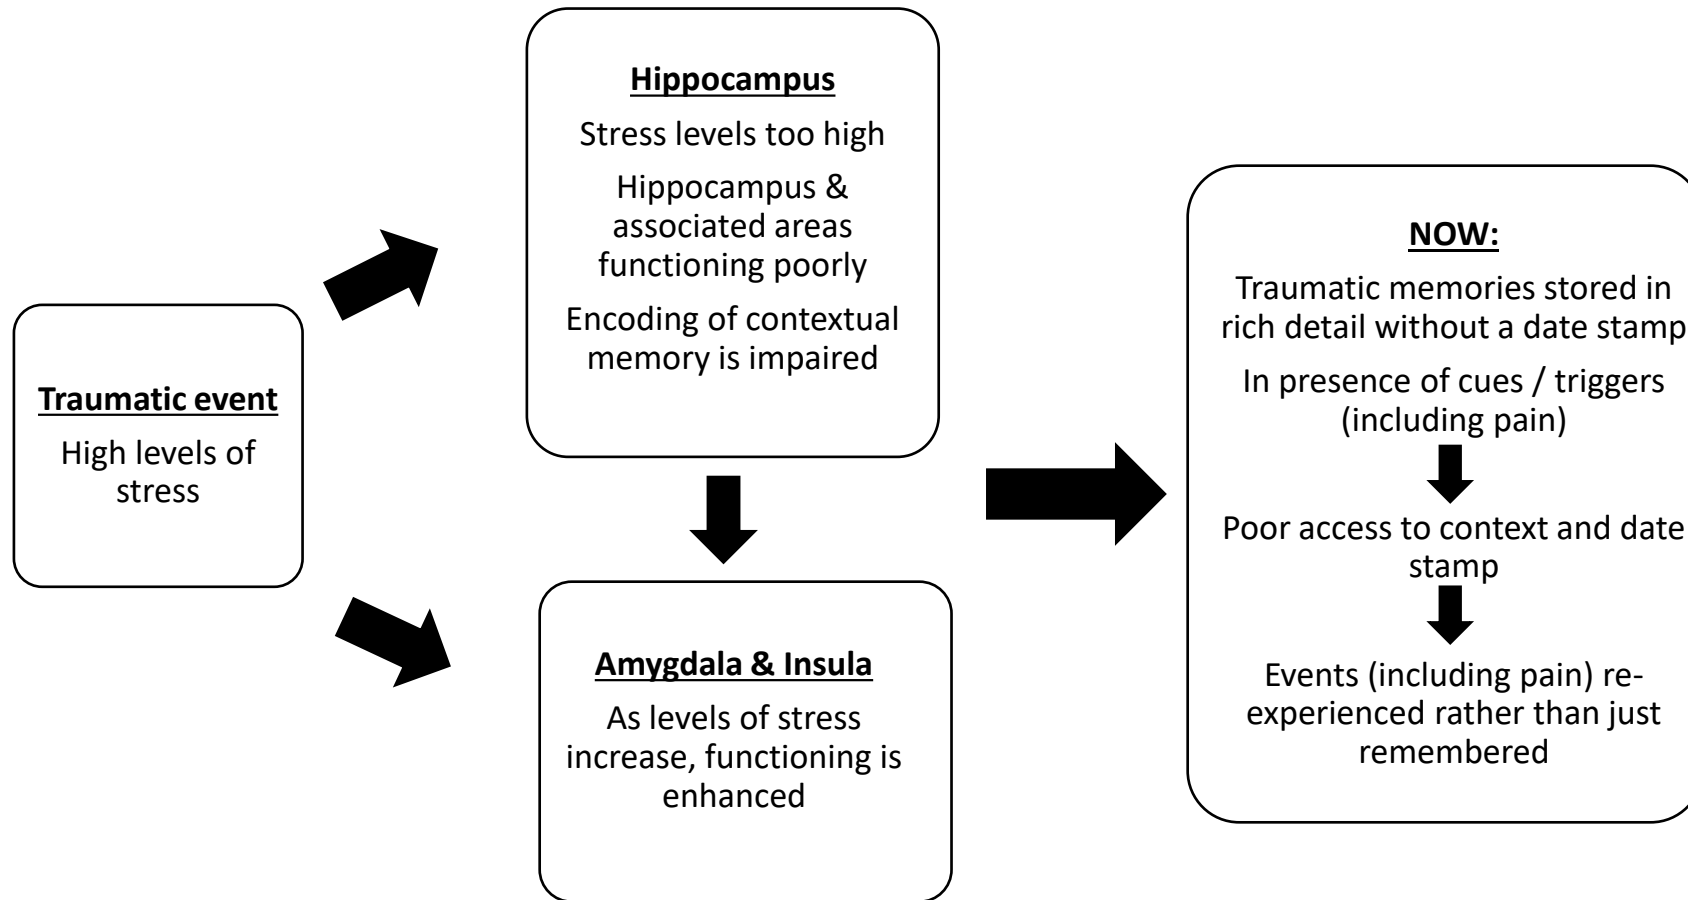 Traumatic event
High levels of
stress
Hippocampus
Stress levels too high
Hippocampus &
associated areas
functioning poorly
Encoding of contextual
memory is impaired
Amygdala & Insula
As levels of stress
increase, functioning is
enhanced
NOW:
Traumatic memories stored in
rich detail without a date stamp
In presence of cues / triggers
(including pain)
Poor access to context and date
stamp
Events (including pain) re-
experienced rather than just
remembered